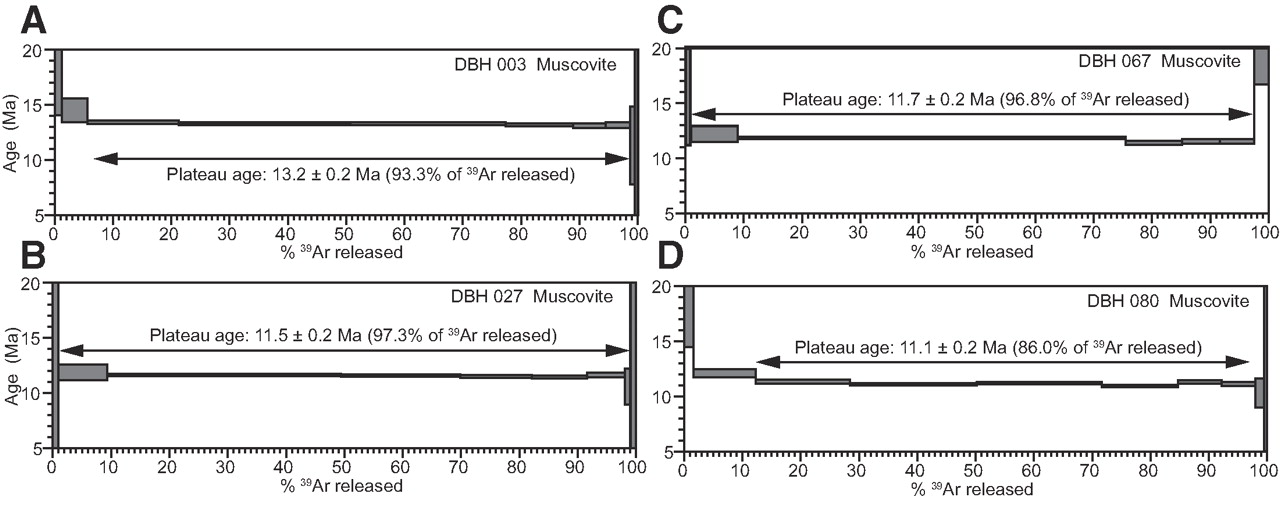 A
DBH 003 Muscovite
Plateau age: 13.2 ± 0.2 Ma (93.3% of ³⁹Ar released)
Age (Ma)
20
15
10
5
0 10 20 30 40 50 60 70 80 90 100
% ³⁹Ar released
B
DBH 027 Muscovite
Plateau age: 11.5 ± 0.2 Ma (97.3% of ³⁹Ar released)
Age (Ma)
20
15
10
5
0 10 20 30 40 50 60 70 80 90 100
% ³⁹Ar released
C
DBH 067 Muscovite
Plateau age: 11.7 ± 0.2 Ma (96.8% of ³⁹Ar released)
20
15
10
5
0 10 20 30 40 50 60 70 80 90 100
% ³⁹Ar released
D
DBH 080 Muscovite
Plateau age: 11.1 ± 0.2 Ma (86.0% of ³⁹Ar released)
20
15
10
5
0 10 20 30 40 50 60 70 80 90 100
% ³⁹Ar released